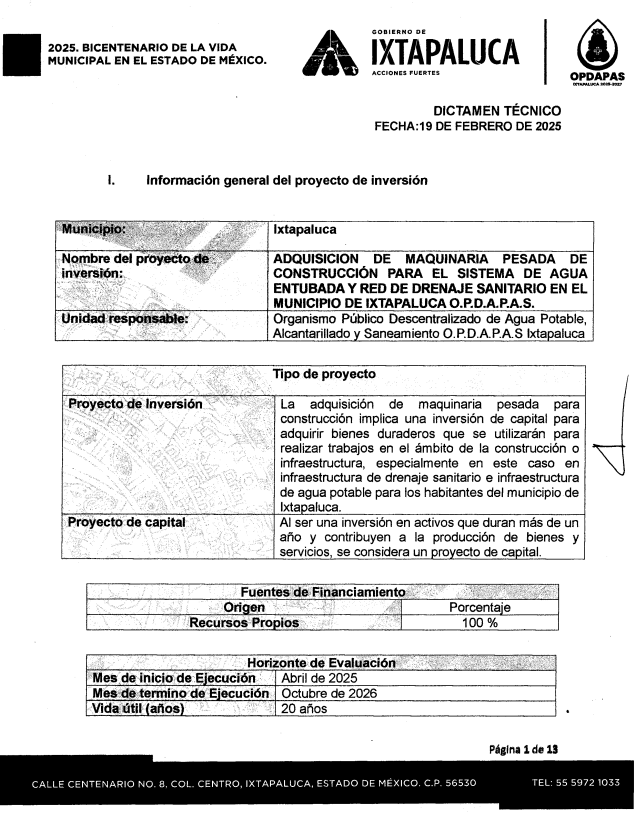 2025. BICENTENARIO DE LA VIDA
MUNICIPAL EN EL ESTADO DE MÉXICO.
GOBIERNO DE
IXTAPALUCA
ACCIONES FUERTES
OPDAPAS
IXTAPALUCA 2025-2027
DICTAMEN TÉCNICO
FECHA:19 DE FEBRERO DE 2025
I. Información general del proyecto de inversión
Municipio: Ixtapaluca
Nombre del proyecto de inversión:
ADQUISICION DE MAQUINARIA PESADA DE
CONSTRUCCIÓN PARA EL SISTEMA DE AGUA
ENTUBADA Y RED DE DRENAJE SANITARIO EN EL
MUNICIPIO DE IXTAPALUCA O.P.D.A.P.A.S.
Unidad responsable:
Organismo Público Descentralizado de Agua Potable,
Alcantarillado y Saneamiento O.P.D.A.P.A.S Ixtapaluca
Tipo de proyecto
Proyecto de Inversión
La adquisición de maquinaria pesada para
construcción implica una inversión de capital para
adquirir bienes duraderos que se utilizarán para
realizar trabajos en el ámbito de la construcción o
infraestructura, especialmente en este caso en
infraestructura de drenaje sanitario e infraestructura
de agua potable para los habitantes del municipio de
Ixtapaluca.
Proyecto de capital
Al ser una inversión en activos que duran más de un
año y contribuyen a la producción de bienes y
servicios, se considera un proyecto de capital.
Fuentes de Financiamiento
Origen Porcentaje
Recursos Propios 100 %
Horizonte de Evaluación
Mes de inicio de Ejecución Abril de 2025
Mes de termino de Ejecución Octubre de 2026
Vida útil (años) 20 años
Página 1 de 13
CALLE CENTENARIO NO. 8, COL. CENTRO, IXTAPALUCA, ESTADO DE MÉXICO. C.P. 56530 TEL: 55 5972 1033